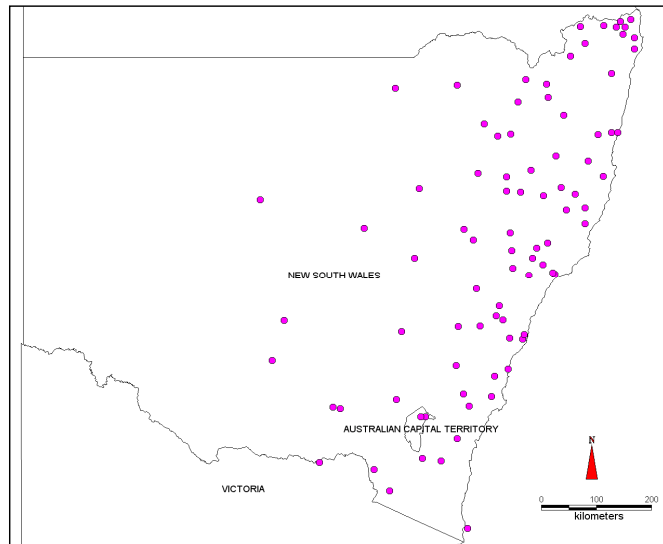 NEW SOUTH WALES
AUSTRALIAN CAPITAL TERRITORY
VICTORIA
N
0 100 200
kilometers